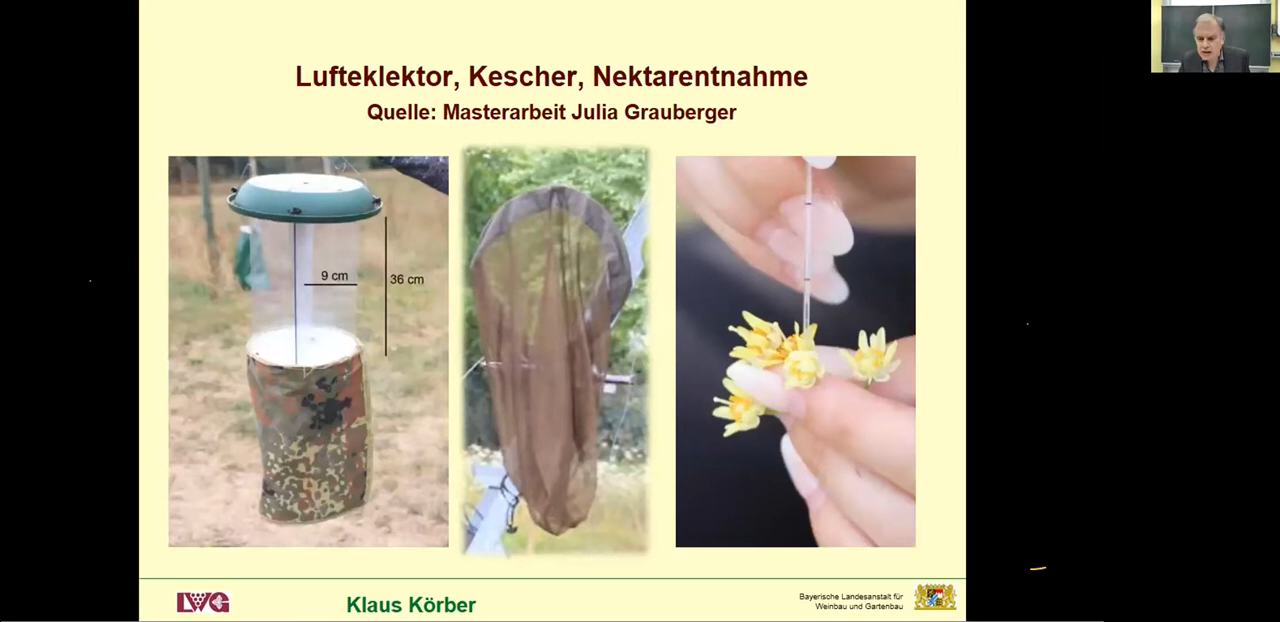 Lufteklektor, Kescher, Nektarentnahme
Quelle: Masterarbeit Julia Grauberger
9 cm
36 cm
LWG
Klaus Körber
Bayerische Landesanstalt für
Weinbau und Gartenbau